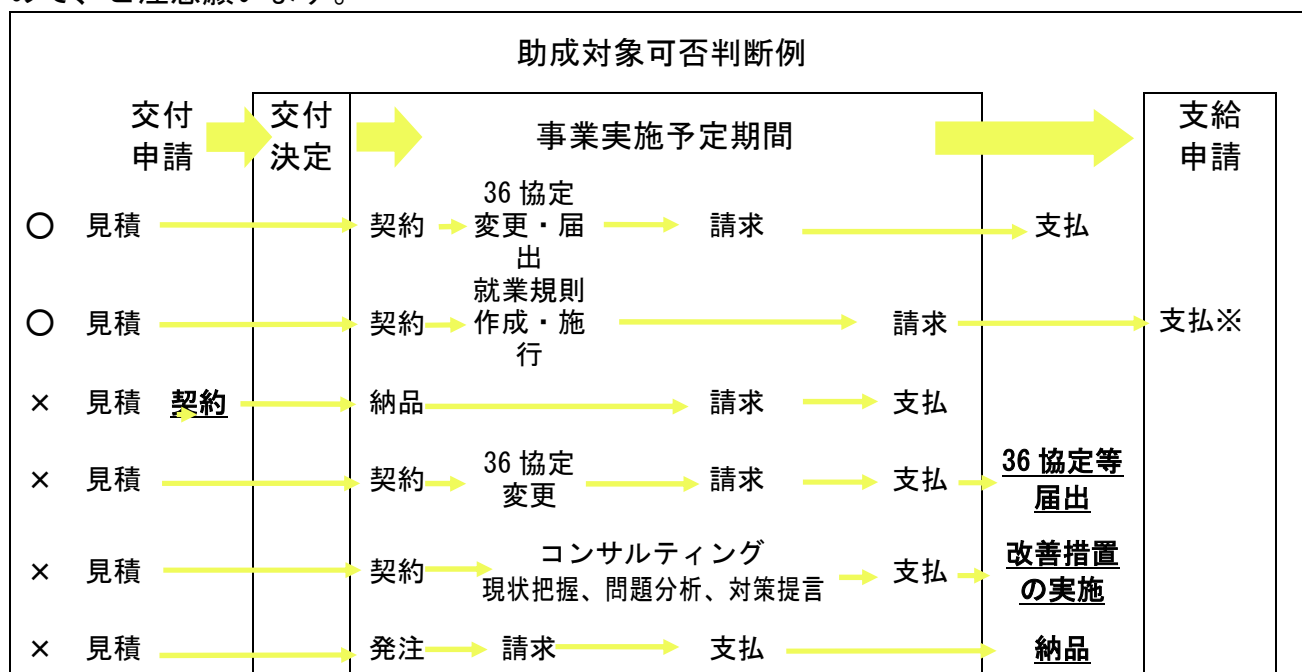 助成対象可否判断例
交付
申請
交付
決定
事業実施予定期間
支給
申請
○ 見積 契約 36 協定
変更・届
出 請求 支払
○ 見積 契約 就業規則
作成・施
行 請求 支払※
× 見積 契約 納品 請求 支払
× 見積 契約 36 協定
変更 請求 支払 36 協定等
届出
× 見積 契約 コンサルティング
現状把握、問題分析、対策提言 支払 改善措置
の実施
× 見積 発注 請求 支払 納品